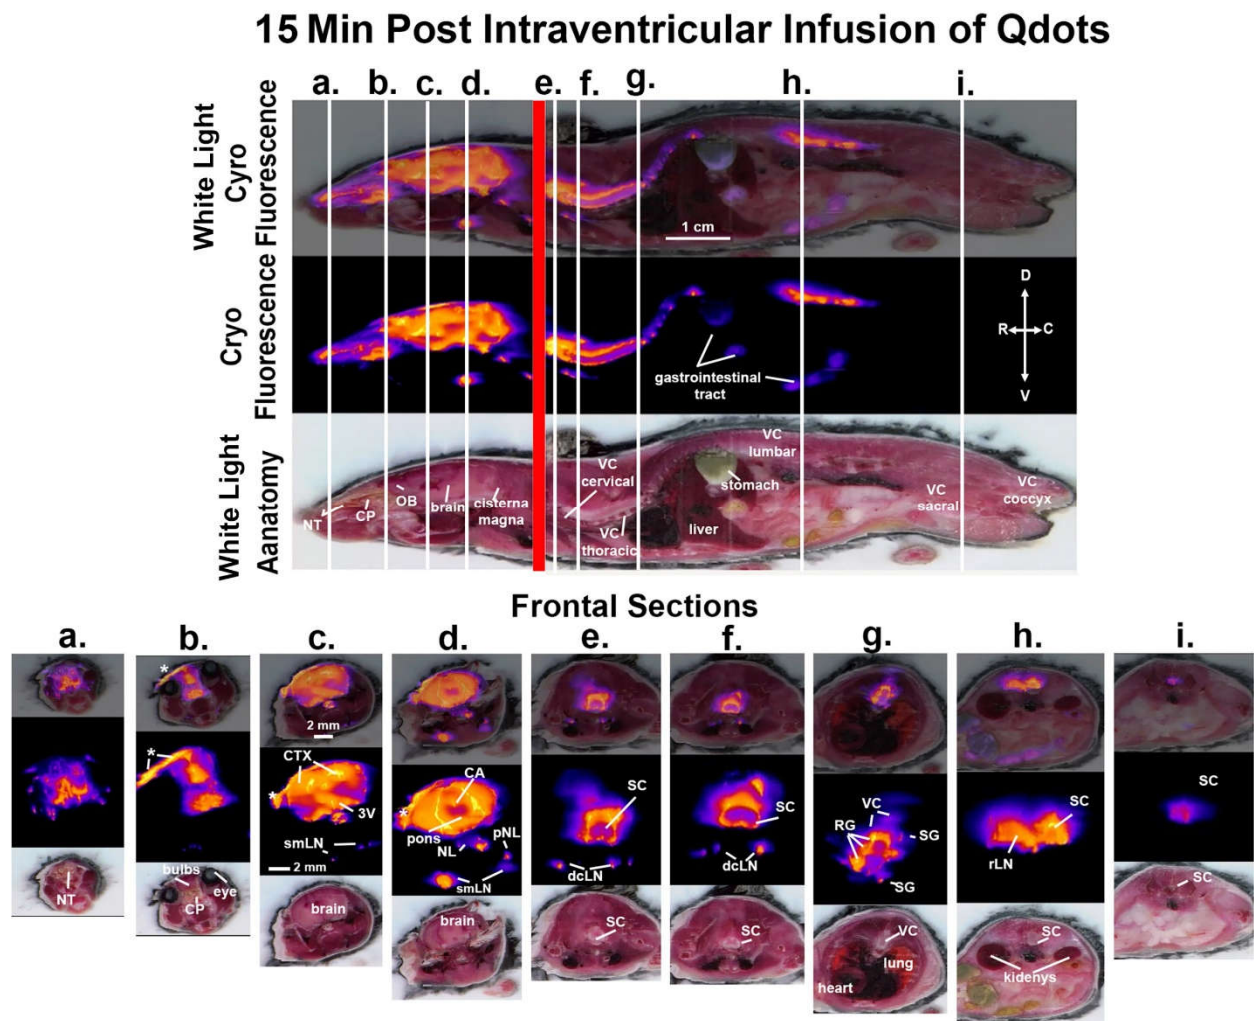 15 Min Post Intraventricular Infusion of Qdots
a. b. c. d. e. f. g. h. i.
White Light
Cyro
Fluorescence
1 cm
Cryo
Fluorescence
gastrointestinal
tract
D
R C
V
White Light
Aanatomy
NT
CP
OB
brain
cisterna
magna
VC
cervical
VC
thoracic
liver
stomach
VC
lumbar
VC
sacral
VC
coccyx
Frontal Sections
a.
NT
b.
*
*
bulbs
eye
CP
c.
2 mm
CTX
*
3V
smLN
2 mm
brain
d.
CA
*
pons
NL
pNL
smLN
brain
e.
SC
dcLN
SC
f.
SC
dcLN
SC
g.
VC
RG
SG
SG
VC
lung
heart
h.
SC
rLN
SC
kidenys
i.
SC
SC